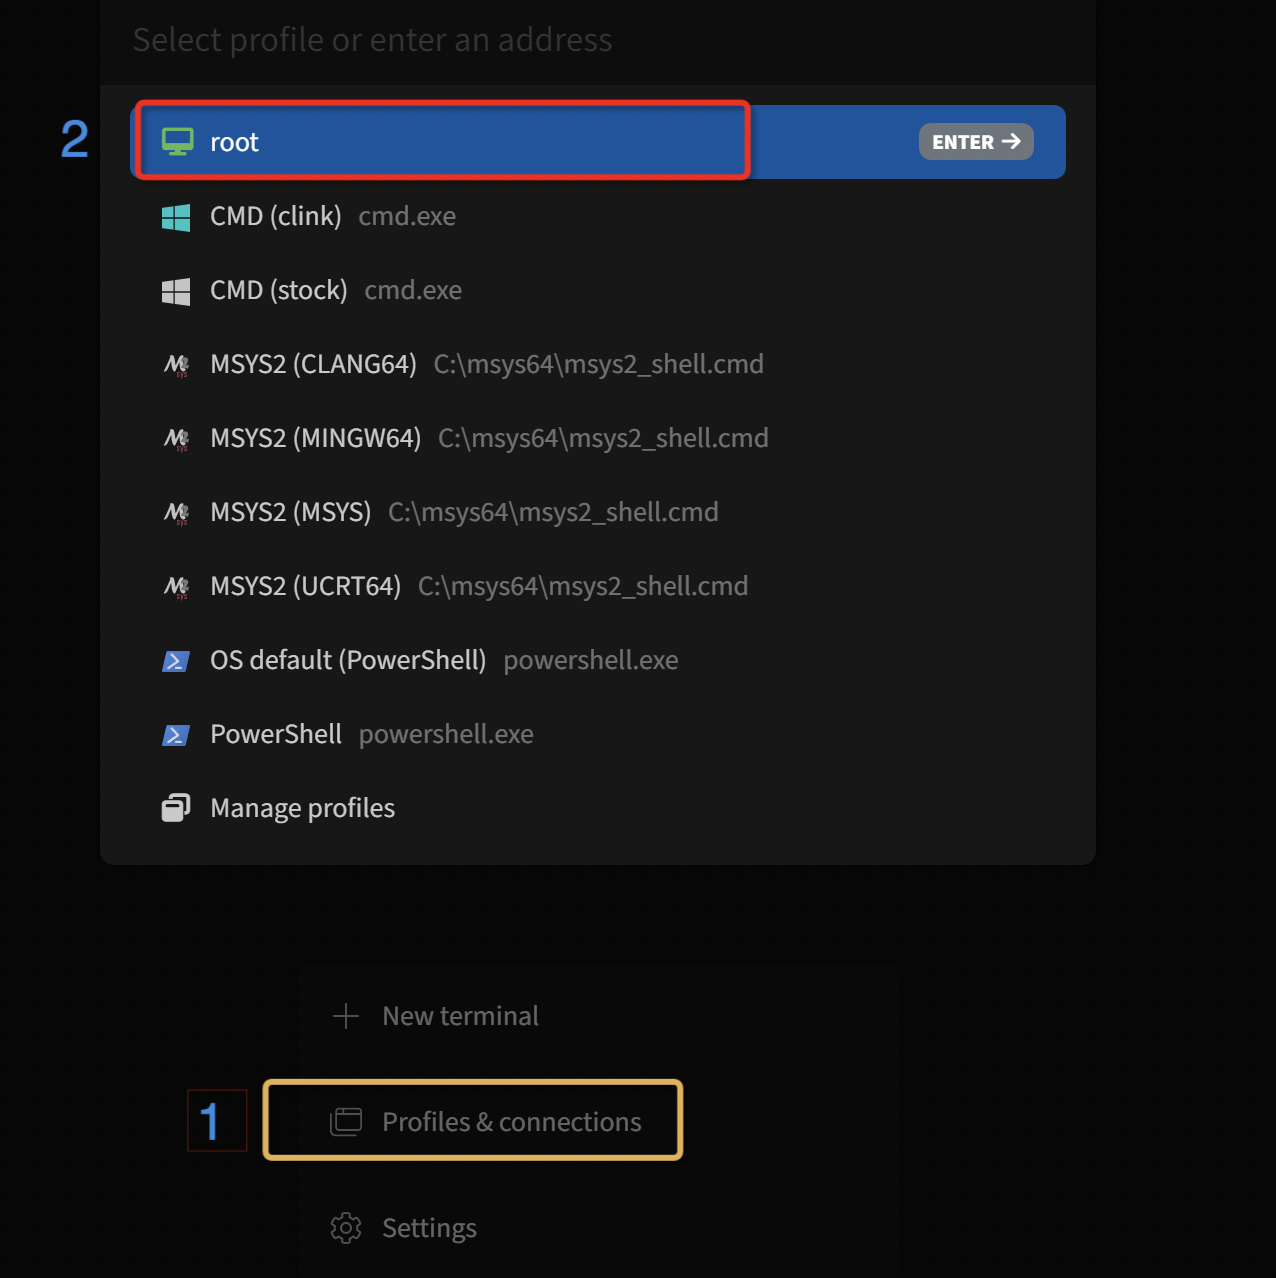 Select profile or enter an address
2
root ENTER →
CMD (clink) cmd.exe
CMD (stock) cmd.exe
MSYS2 (CLANG64) C:\msys64\msys2_shell.cmd
MSYS2 (MINGW64) C:\msys64\msys2_shell.cmd
MSYS2 (MSYS) C:\msys64\msys2_shell.cmd
MSYS2 (UCRT64) C:\msys64\msys2_shell.cmd
OS default (PowerShell) powershell.exe
PowerShell powershell.exe
Manage profiles
New terminal
1 Profiles & connections
Settings